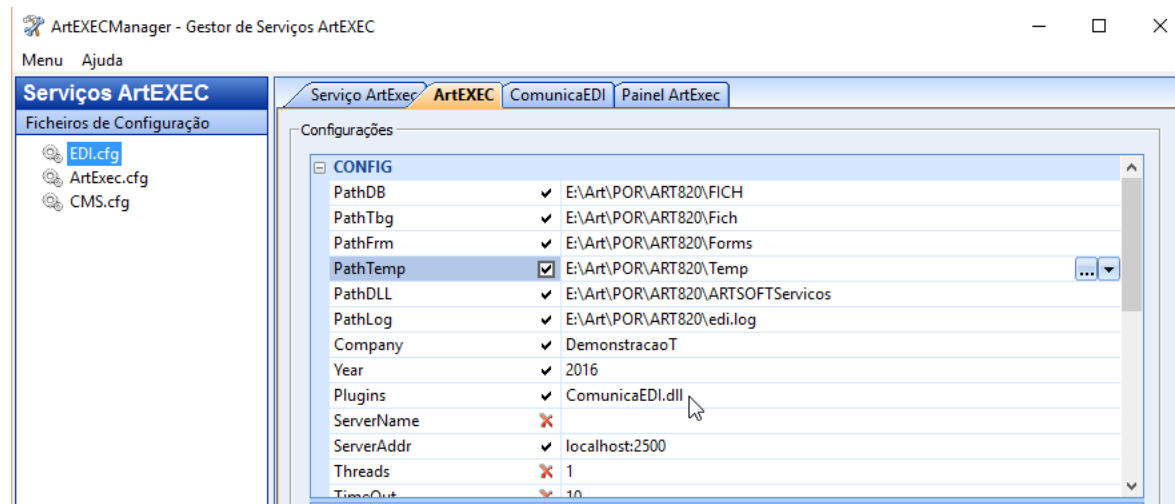 ArtEXECManager - Gestor de Serviços ArtEXEC
Menu Ajuda
Serviços ArtEXEC
Ficheiros de Configuração
EDI.cfg
ArtExec.cfg
CMS.cfg
Serviço ArtExec ArtEXEC ComunicaEDI Painel ArtExec
Configurações
CONFIG
PathDB E:\Art\POR\ART820\FICH
PathTbg E:\Art\POR\ART820\Fich
PathFrm E:\Art\POR\ART820\Forms
PathTemp E:\Art\POR\ART820\Temp ...
PathDLL E:\Art\POR\ART820\ARTSOFTServicos
PathLog E:\Art\POR\ART820\edi.log
Company DemonstracaoT
Year 2016
Plugins ComunicaEDI.dll
ServerName
ServerAddr localhost:2500
Threads 1
TimeOut 10